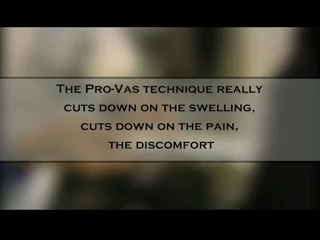 The Pro-Vas technique really
cuts down on the swelling,
cuts down on the pain,
the discomfort